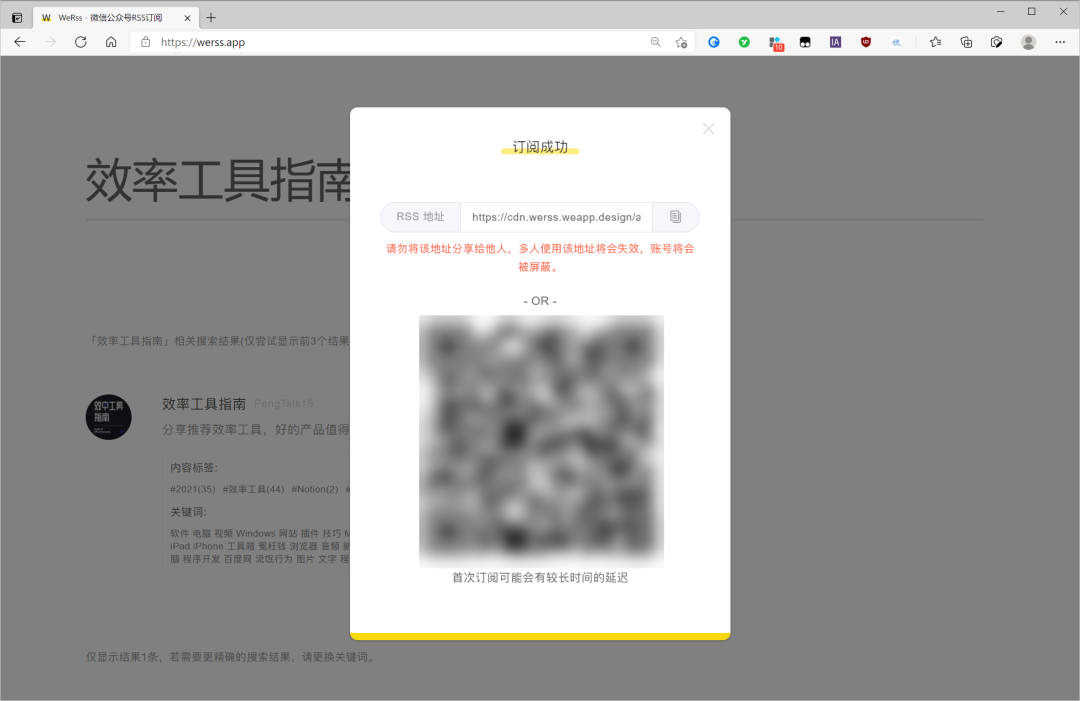 WeRss - 微信公众号RSS订阅
https://werss.app
10
订阅成功
RSS 地址
https://cdn.werss.weapp.design/a
请勿将该地址分享给他人，多人使用该地址将会失效，账号将会
被屏蔽。
- OR -
首次订阅可能会有较长时间的延迟
效率工具指南
「效率工具指南」相关搜索结果(仅尝试显示前3个结果
效率工具
指南
效率工具指南 PengTalk15
分享推荐效率工具，好的产品值得
内容标签:
#2021(35) #效率工具(44) #Notion(2) #
关键词:
软件 电脑 视频 Windows 网站 插件 技巧 M
iPad iPhone 工具箱 冤枉钱 浏览器 音频 新
脑 程序开发 百度网 流氓行为 图片 文字 程
仅显示结果1条，若需要更精确的搜索结果，请更换关键词。